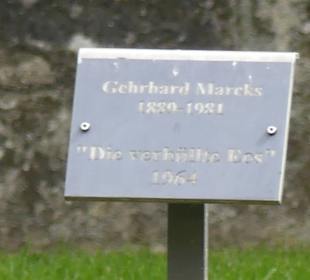 Gehrhard Marcks
1889-1981
"Die verhüllte Eos"
1964